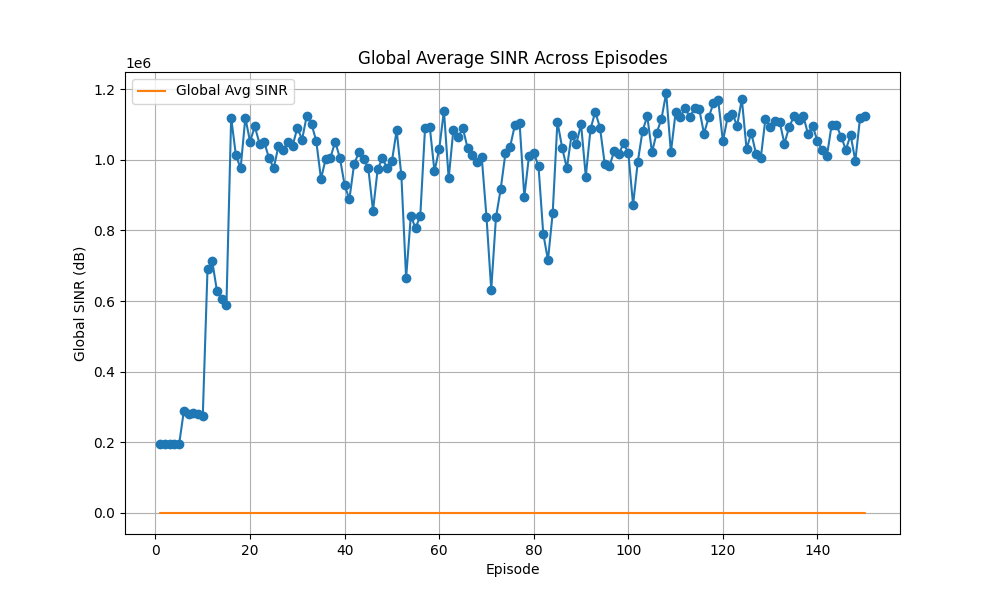 Global Average SINR Across Episodes
1e6
Global Avg SINR
1.2
1.0
0.8
0.6
0.4
0.2
0.0
Global SINR (dB)
0 20 40 60 80 100 120 140
Episode